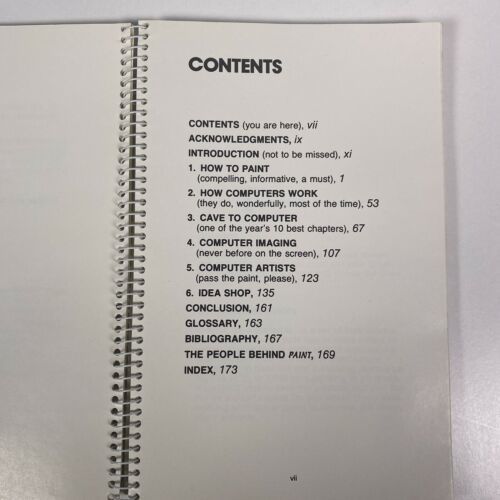 CONTENTS
CONTENTS (you are here), vii
ACKNOWLEDGMENTS, ix
INTRODUCTION (not to be missed), xi
1. HOW TO PAINT
(compelling, informative, a must), 1
2. HOW COMPUTERS WORK
(they do, wonderfully, most of the time), 53
3. CAVE TO COMPUTER
(one of the year's 10 best chapters), 67
4. COMPUTER IMAGING
(never before on the screen), 107
5. COMPUTER ARTISTS
(pass the paint, please), 123
6. IDEA SHOP, 135
CONCLUSION, 161
GLOSSARY, 163
BIBLIOGRAPHY, 167
THE PEOPLE BEHIND PAINT, 169
INDEX, 173
vii